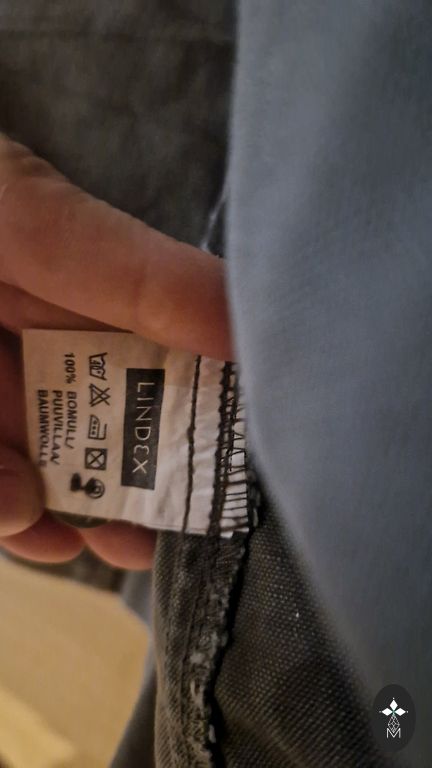 LINDEX
100% BOMULL/
PUUVILLAA/
BAUMWOLLE
M